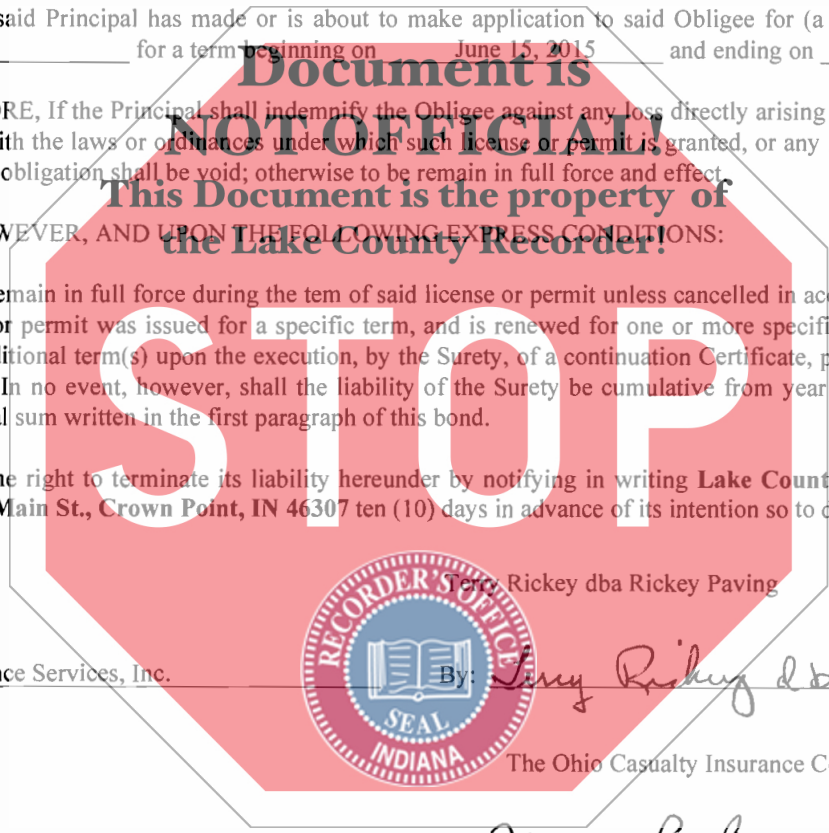 said Principal has made or is about to make application to said Obligee for (a
for a term beginning on June 15, 2015 and ending on
Document is
RE, If the Principal shall indemnify the Obligee against any loss directly arising
NOT OFFICIAL!
ith the laws or ordinances under which such license or permit is granted, or any
obligation shall be void; otherwise to be remain in full force and effect.
This Document is the property of
WEVER, AND UPON THE FOLLOWING EXPRESS CONDITIONS:
the Lake County Recorder!
emain in full force during the tem of said license or permit unless cancelled in acc
or permit was issued for a specific term, and is renewed for one or more specifi
ditional term(s) upon the execution, by the Surety, of a continuation Certificate, p
In no event, however, shall the liability of the Surety be cumulative from year
l sum written in the first paragraph of this bond.
STOP
he right to terminate its liability hereunder by notifying in writing Lake Count
Main St., Crown Point, IN 46307 ten (10) days in advance of its intention so to d
Terry Rickey dba Rickey Paving
RECORDER'S OFFICE
SEAL
INDIANA
nce Services, Inc. By: Terry Rickey db
The Ohio Casualty Insurance C